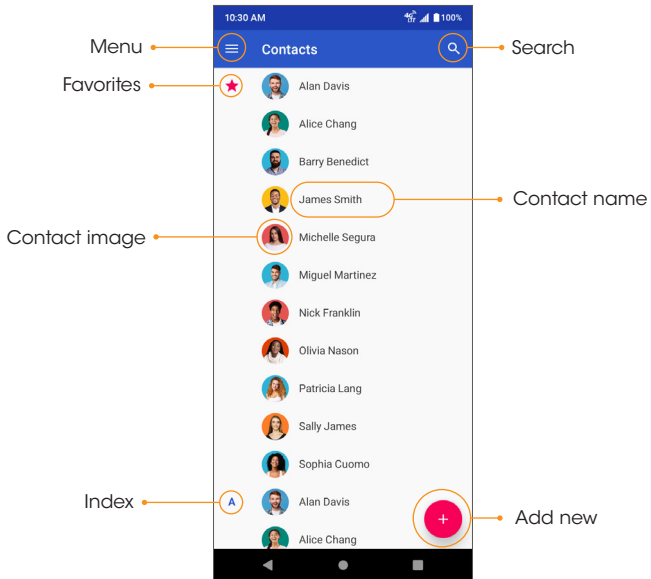 10:30 AM 4G LTE 100%
Menu Contacts Search
Favorites Alan Davis
Alice Chang
Barry Benedict
James Smith Contact name
Contact image Michelle Segura
Miguel Martinez
Nick Franklin
Olivia Nason
Patricia Lang
Sally James
Sophia Cuomo
Index A Alan Davis
+ Add new
Alice Chang